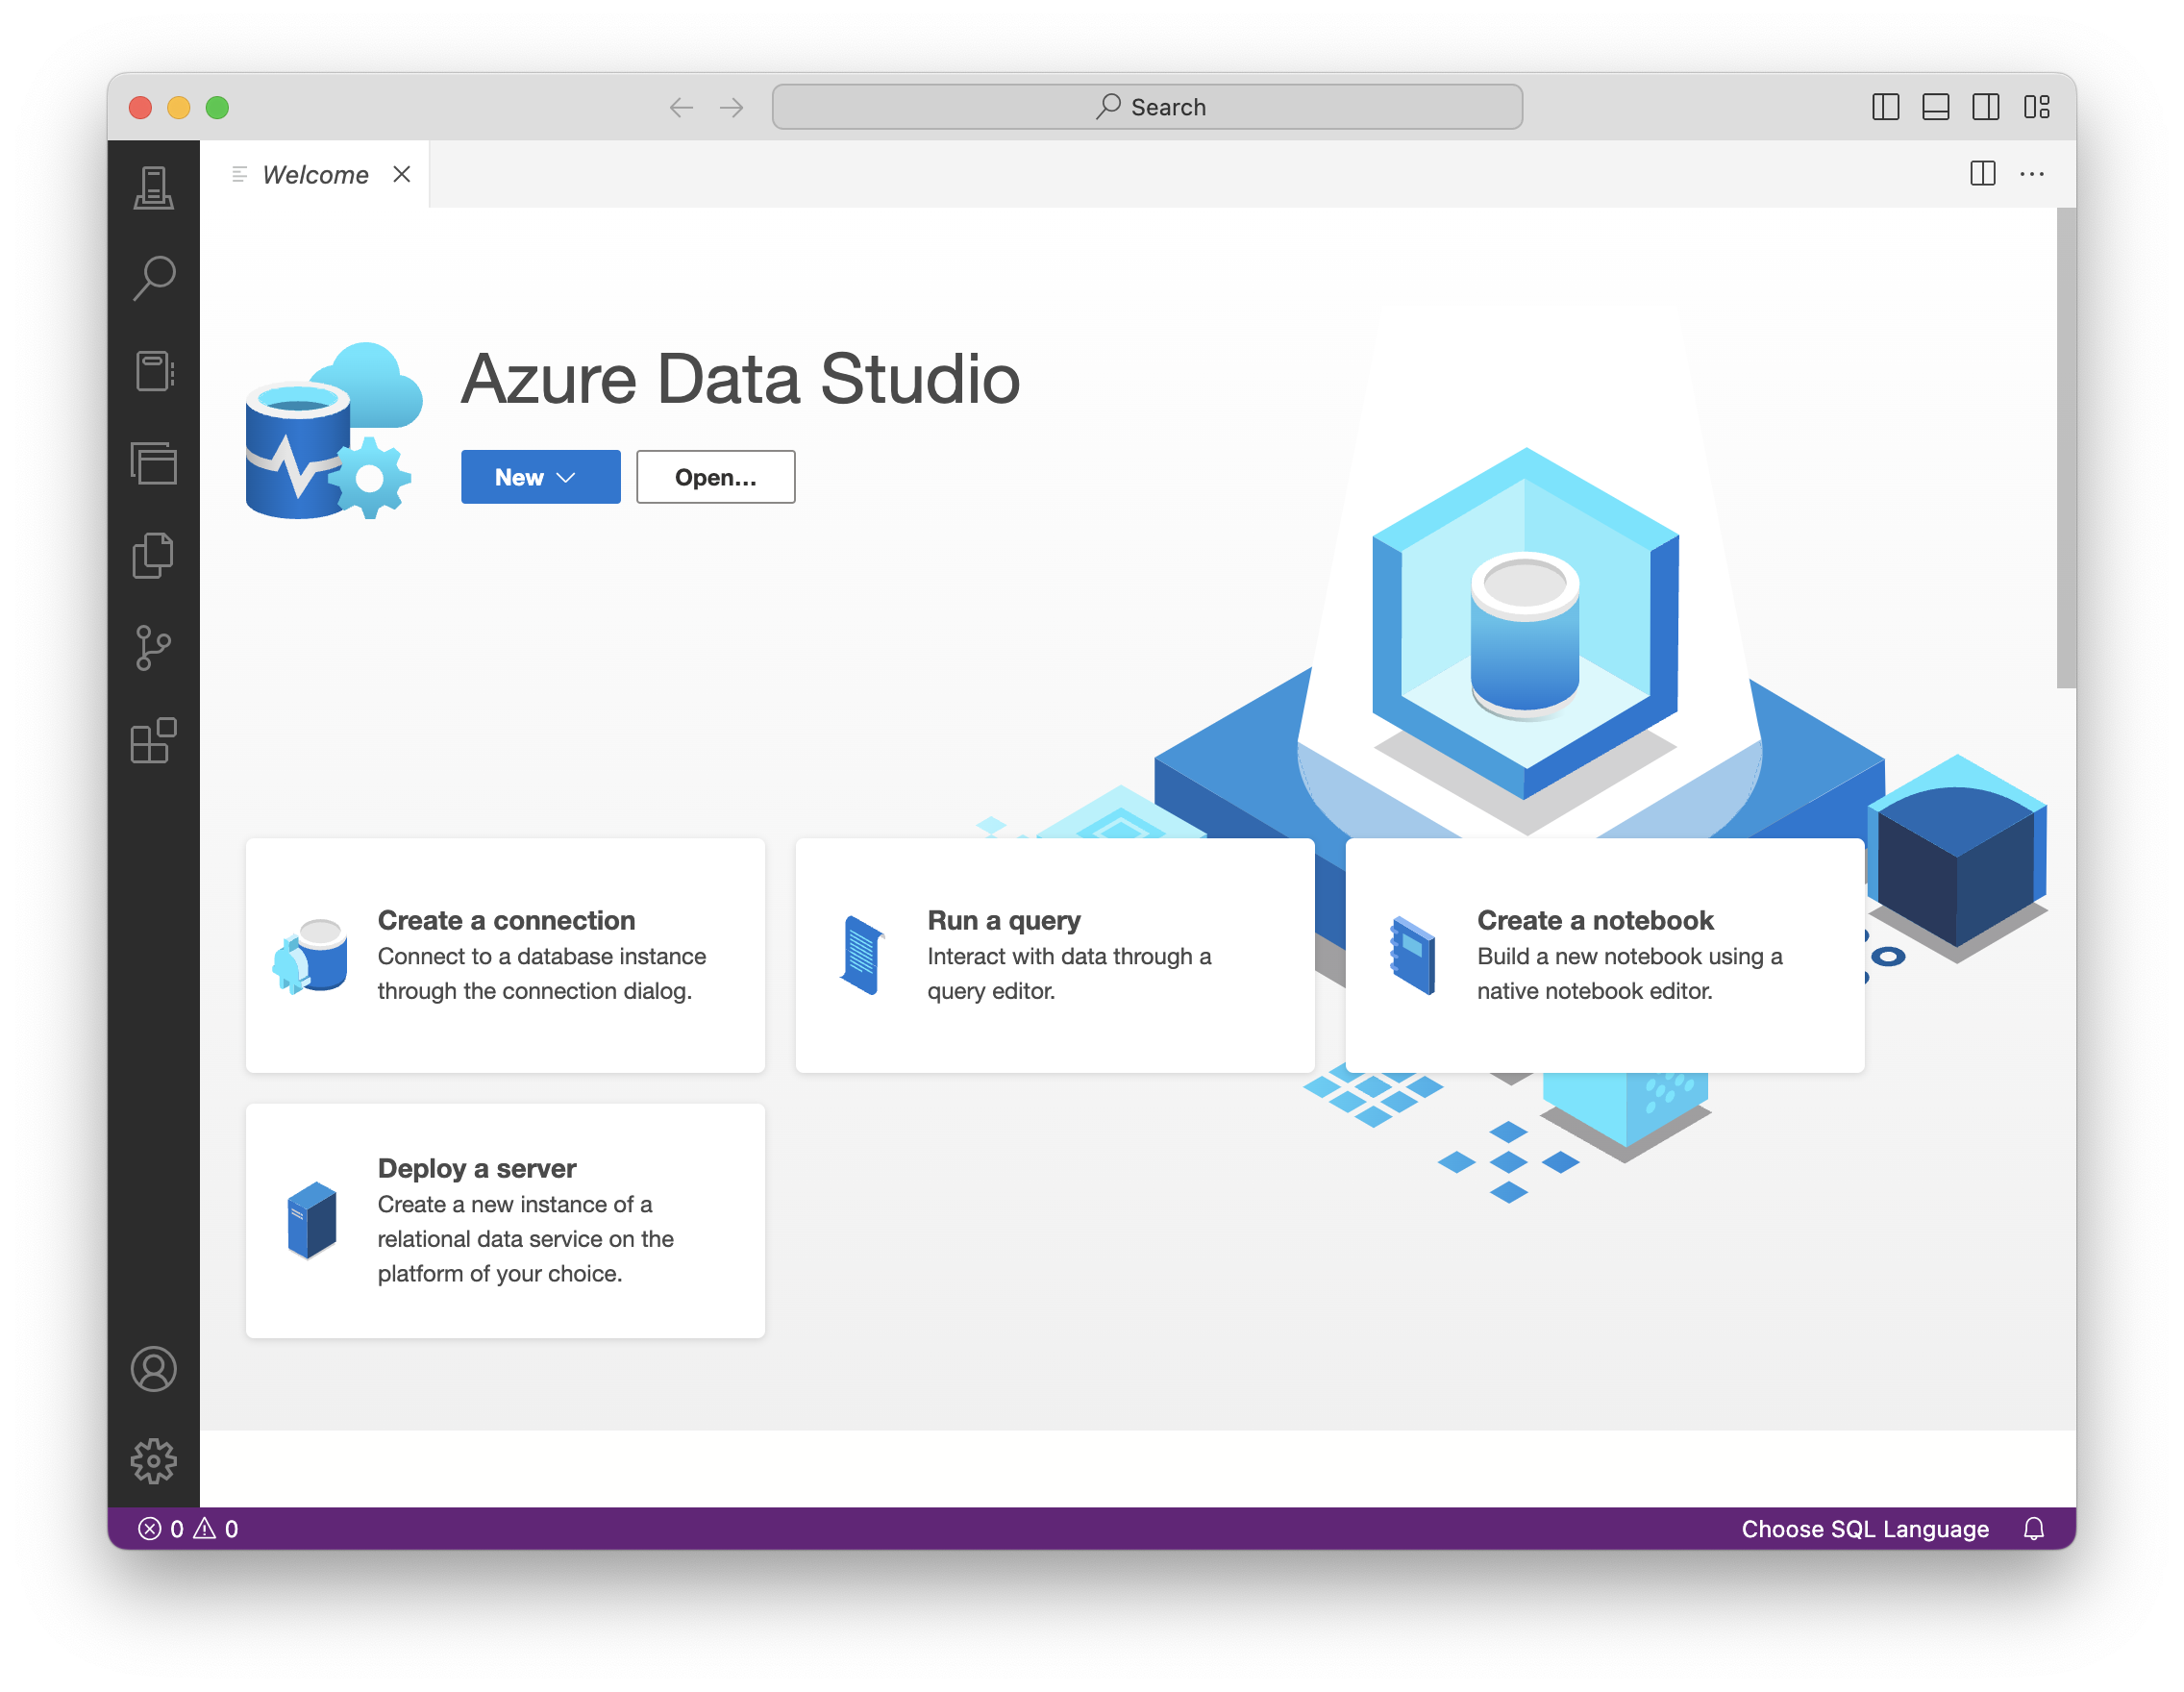 Search
Welcome
Azure Data Studio
New
Open...
Create a connection
Connect to a database instance
through the connection dialog.
Run a query
Interact with data through a
query editor.
Create a notebook
Build a new notebook using a
native notebook editor.
Deploy a server
Create a new instance of a
relational data service on the
platform of your choice.
0 0
Choose SQL Language